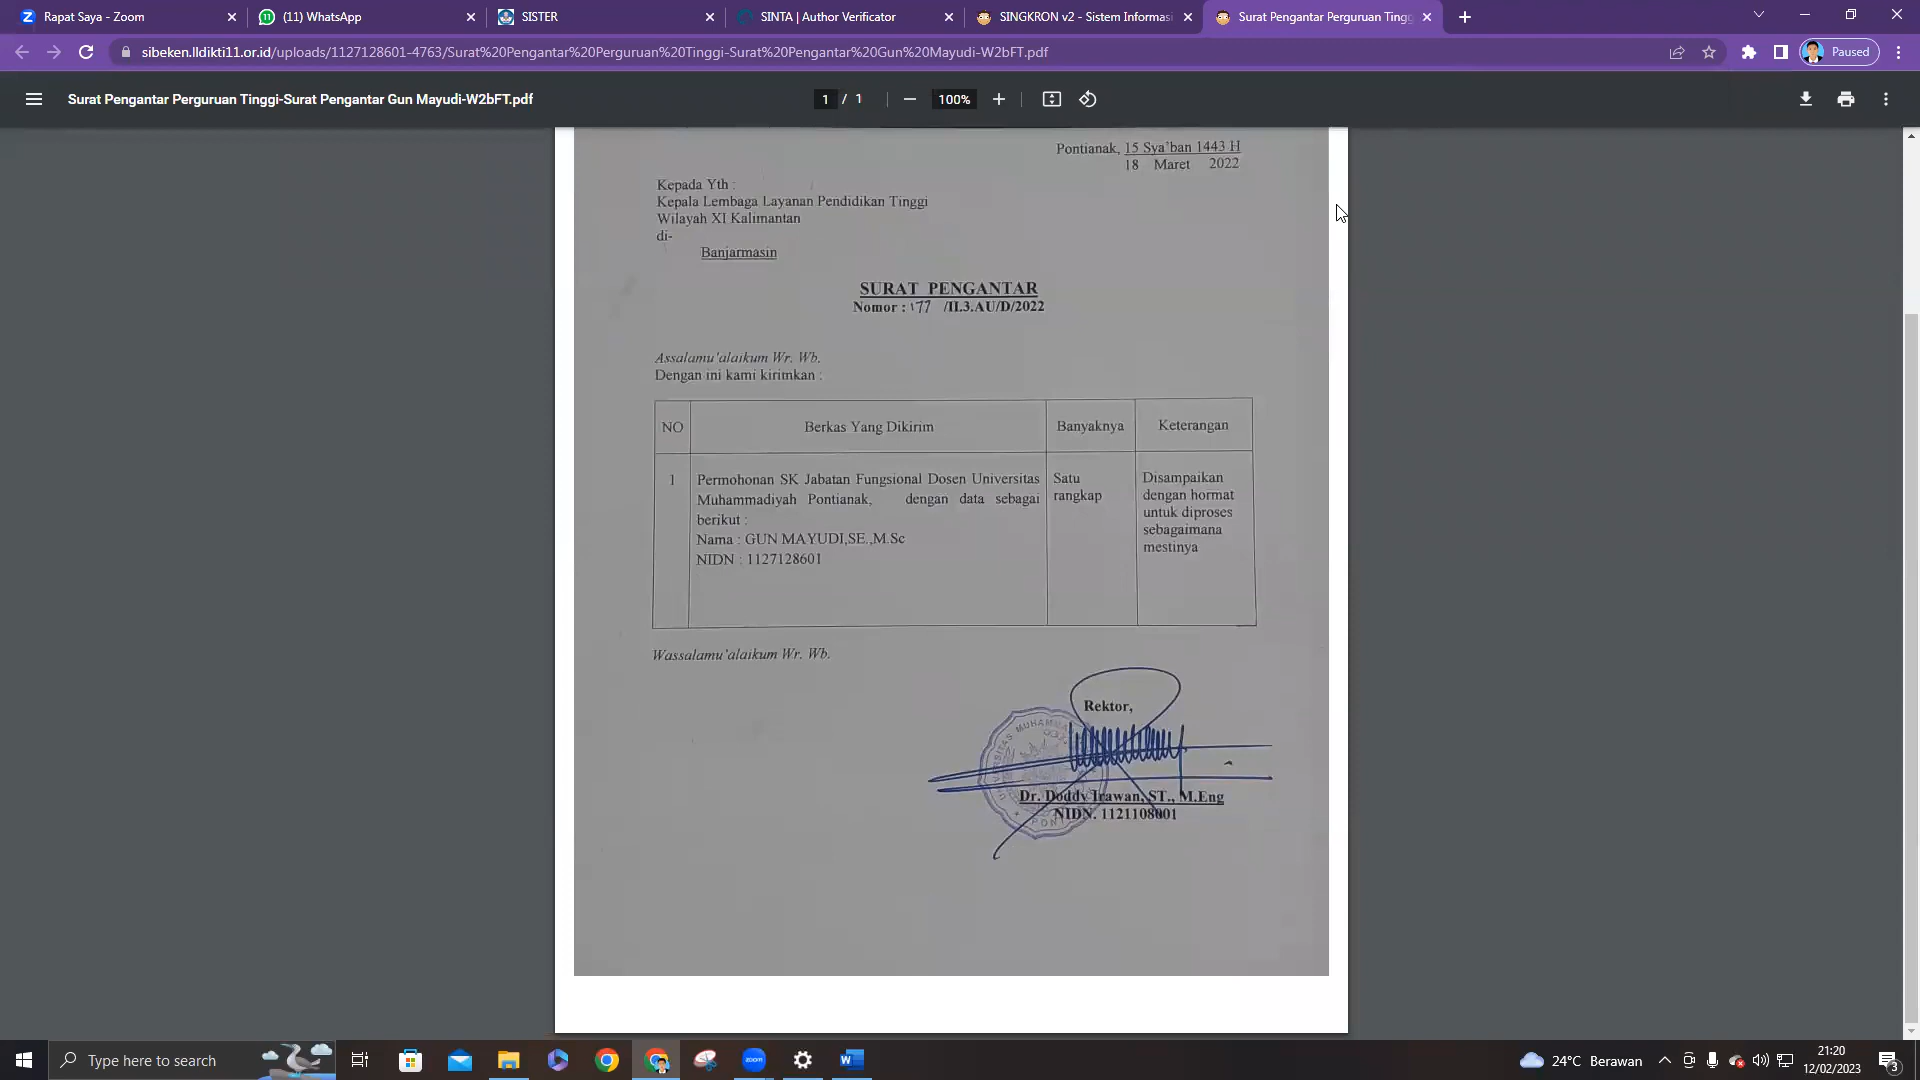 Rapat Saya - Zoom
(11) WhatsApp
SISTER
SINTA | Author Verificator
SINGKRON v2 - Sistem Informasi
Surat Pengantar Perguruan Ting
sibeken.lldikti11.or.id/uploads/1127128601-4763/Surat%20Pengantar%20Perguruan%20Tinggi-Surat%20Pengantar%20Gun%20Mayudi-W2bFT.pdf
Paused
Surat Pengantar Perguruan Tinggi-Surat Pengantar Gun Mayudi-W2bFT.pdf
1 / 1
100%
Pontianak, 15 Sya'ban 1443 H
18 Maret 2022
Kepada Yth :
Kepala Lembaga Layanan Pendidikan Tinggi
Wilayah XI Kalimantan
di-
Banjarmasin
SURAT PENGANTAR
Nomor : 177 /II.3.AU/D/2022
Assalamu'alaikum Wr. Wb.
Dengan ini kami kirimkan :
NO Berkas Yang Dikirim Banyaknya Keterangan
1
Permohonan SK Jabatan Fungsional Dosen Universitas
Muhammadiyah Pontianak, dengan data sebagai
berikut :
Nama : GUN MAYUDI,SE.,M.Sc
NIDN : 1127128601
Satu
rangkap
Disampaikan
dengan hormat
untuk diproses
sebagaimana
mestinya
Wassalamu'alaikum Wr. Wb.
Rektor,
Dr. Doddy Irawan, ST., M.Eng
NIDN. 1121108001
Type here to search
zoom
24°C Berawan
21:20
12/02/2023
3